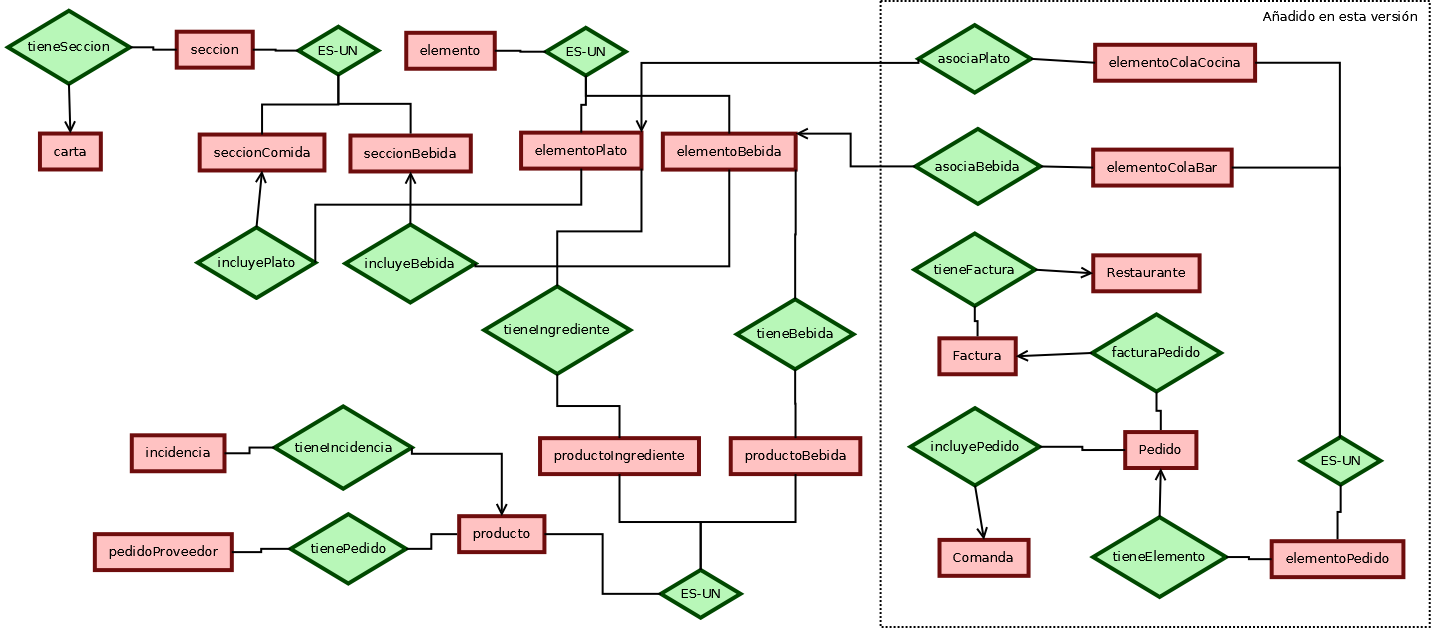 Añadido en esta versión
tieneSeccion
seccion
ES-UN
elemento
ES-UN
asociaPlato
elementoColaCocina
carta
seccionComida
seccionBebida
elementoPlato
elementoBebida
asociaBebida
elementoColaBar
incluyePlato
incluyeBebida
tieneFactura
Restaurante
tieneIngrediente
tieneBebida
Factura
facturaPedido
incidencia
tieneIncidencia
productoIngrediente
productoBebida
incluyePedido
Pedido
ES-UN
pedidoProveedor
tienePedido
producto
ES-UN
Comanda
tieneElemento
elementoPedido